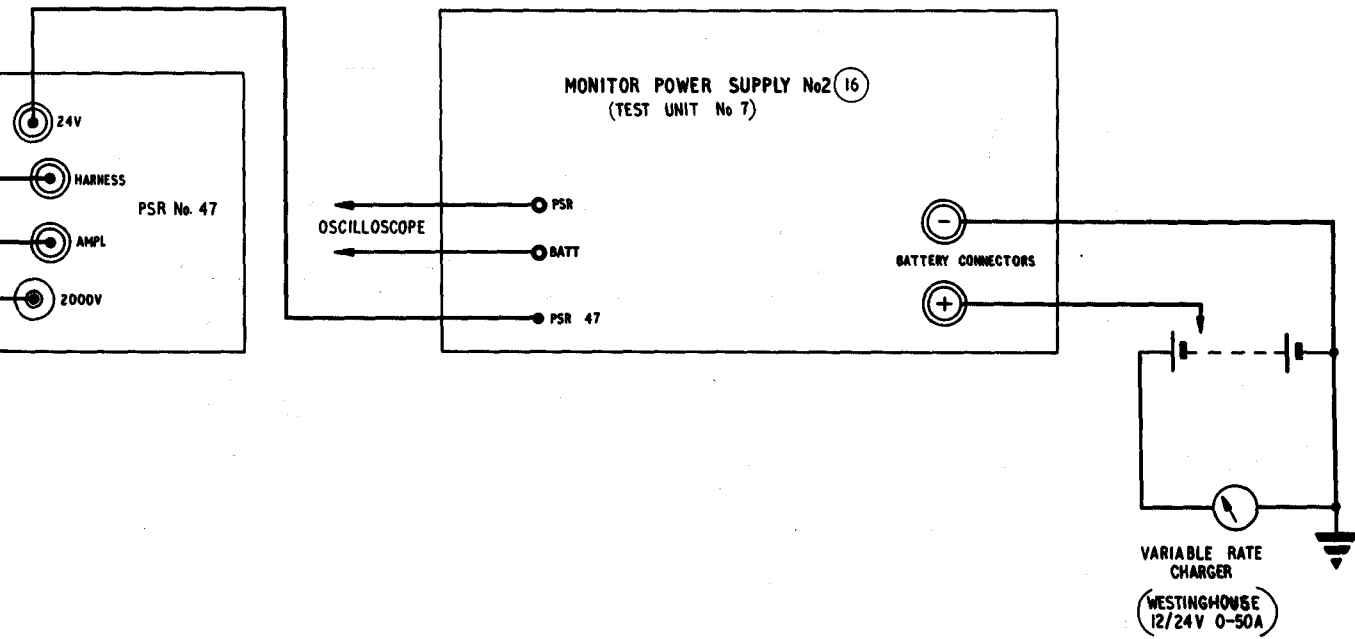 24V
HARNESS
PSR No. 47
AMPL
2000V
MONITOR POWER SUPPLY No2 16
(TEST UNIT No 7)
PSR
OSCILLOSCOPE
BATT
PSR 47
-
BATTERY CONNECTORS
+
VARIABLE RATE
CHARGER
(WESTINGHOUSE
12/24V 0-50A)